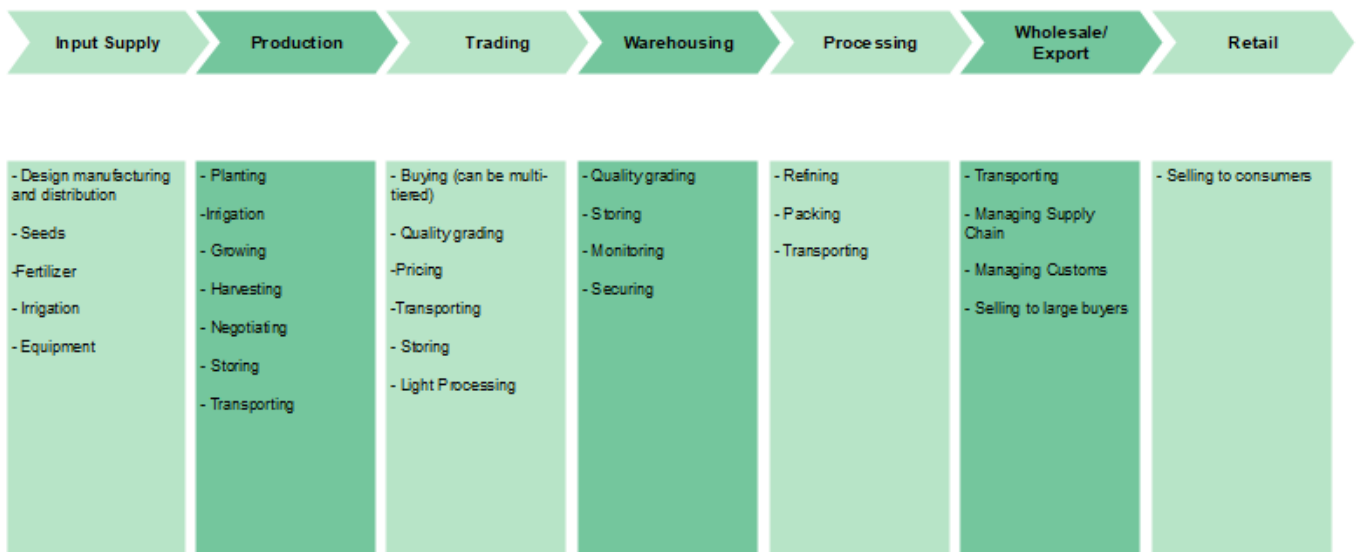 Input Supply
Production
Trading
Warehousing
Processing
Wholesale/
Export
Retail
- Design manufacturing
and distribution
- Seeds
-Fertilizer
- Irrigation
- Equipment
- Planting
-Irrigation
- Growing
- Harvesting
- Negotiating
- Storing
- Transporting
- Buying (can be multi-
tiered)
- Quality grading
-Pricing
-Transporting
- Storing
- Light Processing
- Quality grading
- Storing
- Monitoring
- Securing
- Refining
- Packing
- Transporting
- Transporting
- Managing Supply
Chain
- Managing Customs
- Selling to large buyers
- Selling to consumers